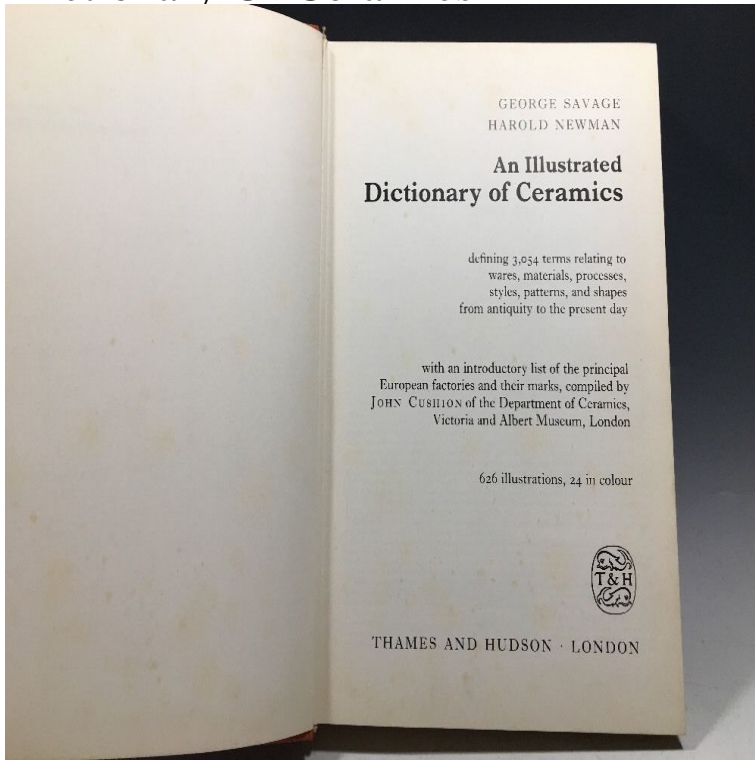 GEORGE SAVAGE
HAROLD NEWMAN
An Illustrated
Dictionary of Ceramics
defining 3,054 terms relating to
wares, materials, processes,
styles, patterns, and shapes
from antiquity to the present day
with an introductory list of the principal
European factories and their marks, compiled by
JOHN CUSHION of the Department of Ceramics,
Victoria and Albert Museum, London
626 illustrations, 24 in colour
T & H
THAMES AND HUDSON · LONDON